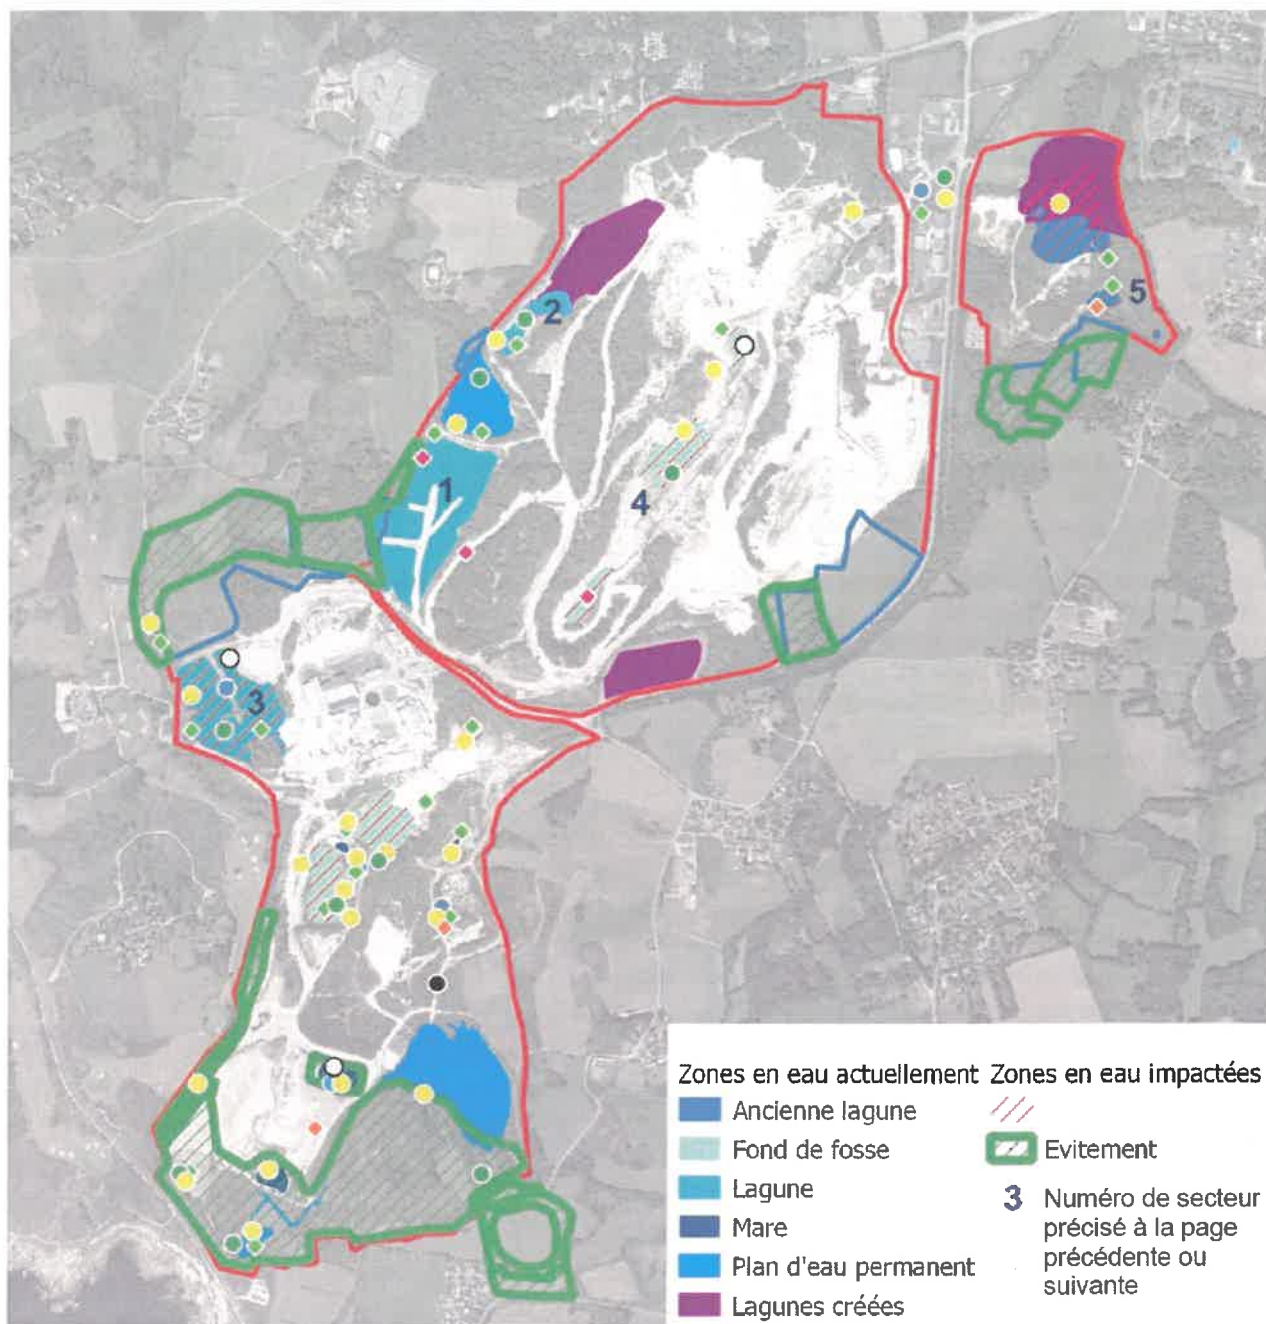 2
5
1
4
3
Zones en eau actuellement
Ancienne lagune
Fond de fosse
Lagune
Mare
Plan d'eau permanent
Lagunes créées
Zones en eau impactées
Evitement
3 Numéro de secteur
précisé à la page
précédente ou
suivante